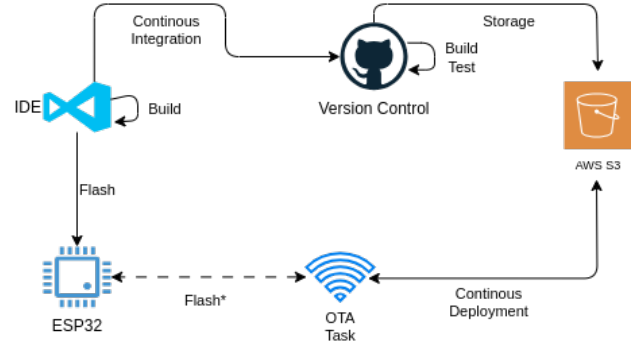 Continous
Integration
Storage
Build
Test
IDE
Build
Version Control
AWS S3
Flash
Flash*
Continous
Deployment
ESP32
OTA
Task